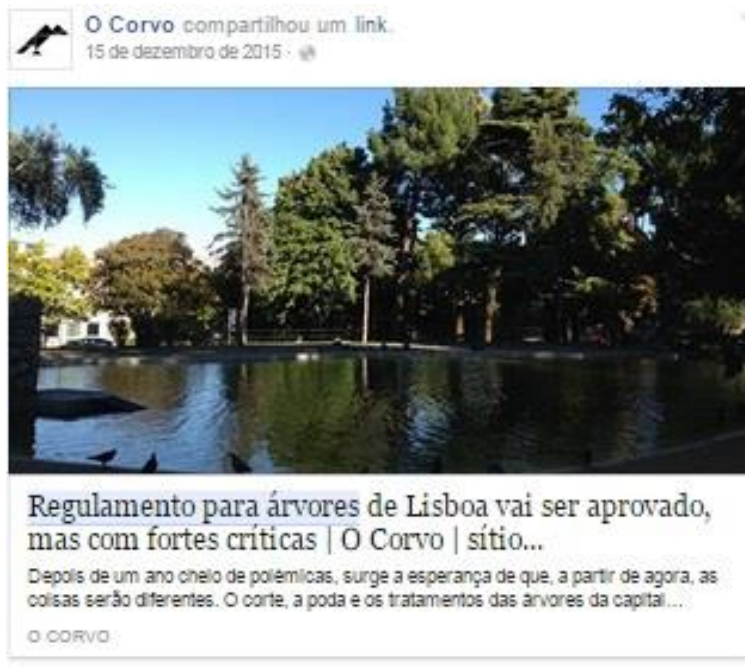 O Corvo compartilhou um link.
15 de dezembro de 2015 ·
Regulamento para árvores de Lisboa vai ser aprovado,
mas com fortes críticas | O Corvo | sítio...
Depois de um ano cheio de polémicas, surge a esperança de que, a partir de agora, as
coisas serão diferentes. O corte, a poda e os tratamentos das árvores da capital...
O CORVO